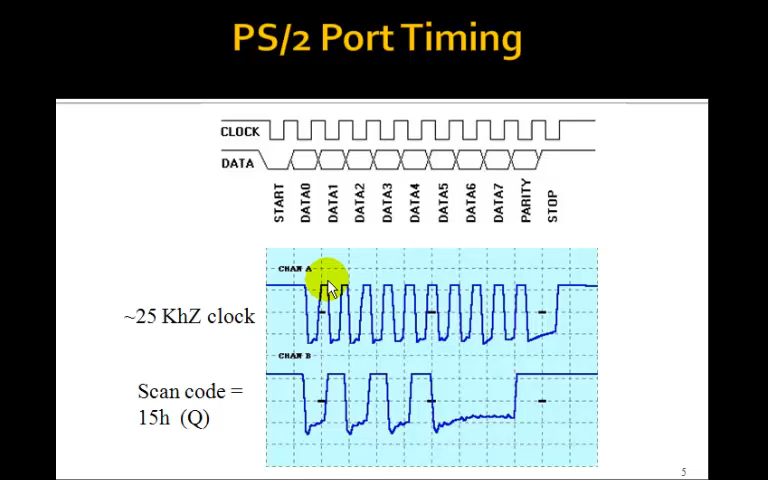 PS/2 Port Timing
CLOCK
DATA
START
DATA0
DATA1
DATA2
DATA3
DATA4
DATA5
DATA6
DATA7
PARITY
STOP
CHAN A
~25 KhZ clock
CHAN B
Scan code =
15h (Q)
5